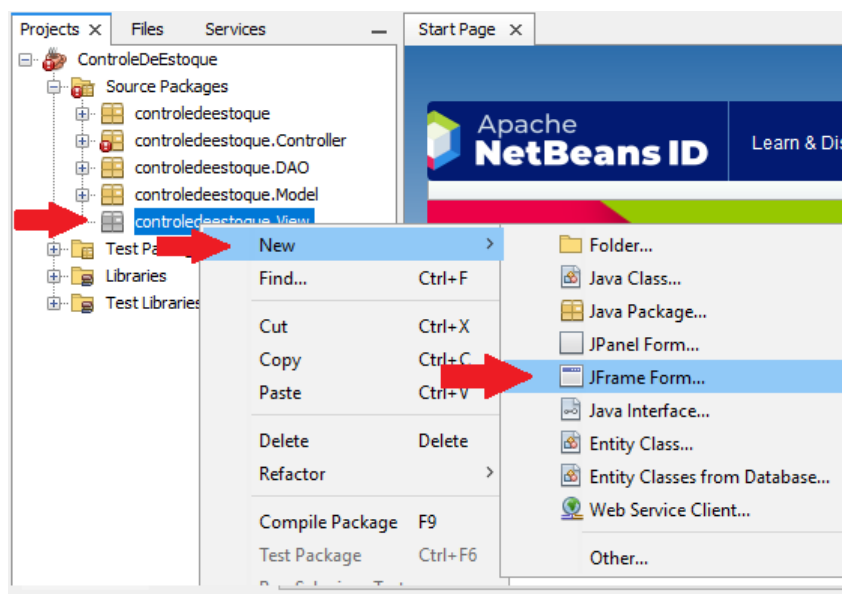 Projects Files Services
Start Page
ControleDeEstoque
Source Packages
controledeestoque
controledeestoque.Controller
controledeestoque.DAO
controledeestoque.Model
controledeestoque.View
Test
Libraries
Test Libraries
Apache
NetBeans ID
Learn &
New
Find... Ctrl+F
Cut Ctrl+X
Copy Ctrl+C
Paste Ctrl+V
Delete Delete
Refactor
Compile Package F9
Test Package Ctrl+F6
Folder...
Java Class...
Java Package...
JPanel Form...
JFrame Form...
Java Interface...
Entity Class...
Entity Classes from Database...
Web Service Client...
Other...